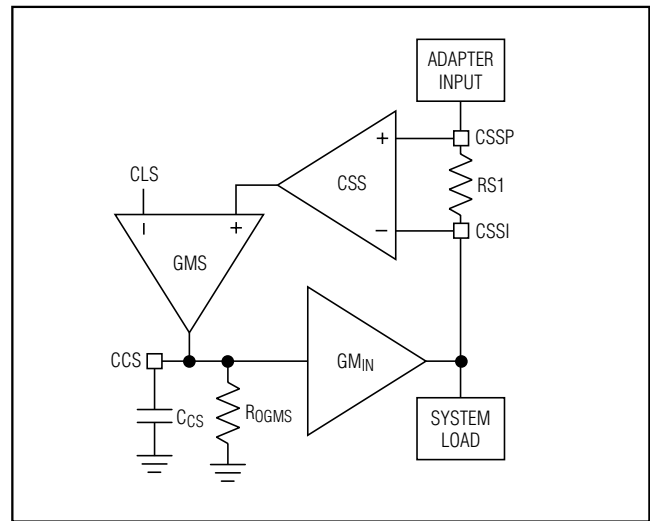 ADAPTER
INPUT
CSSP
+
CSS
RS1
CLS
−
CSSI
− +
GMS
GMIN
CCS
CCS
ROGMS
SYSTEM
LOAD